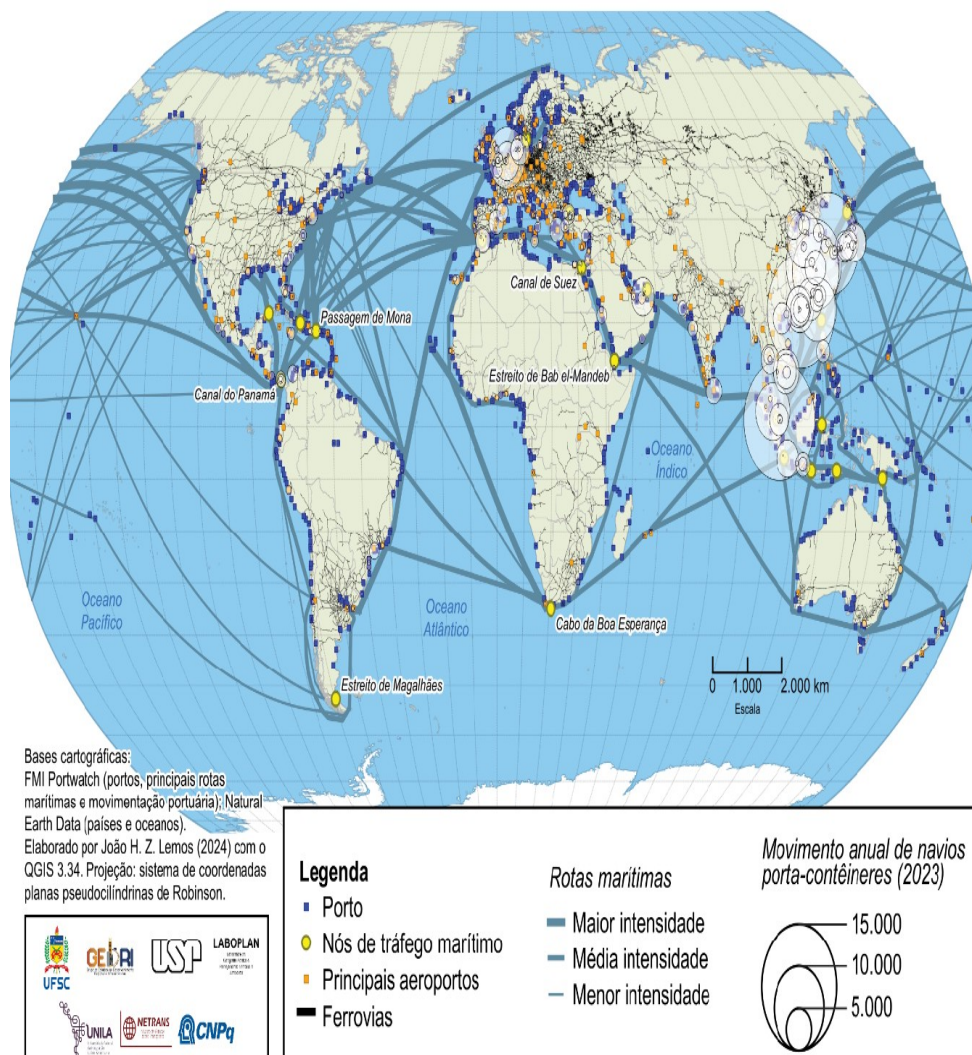 Canal de Suez
Passagem de Mona
Estreito de Bab el-Mandeb
Canal do Panamá
Oceano
Índico
Oceano
Pacífico
Oceano
Atlântico
Cabo da Boa Esperança
Estreito de Magalhães
0 1.000 2.000 km
Escala
Bases cartográficas:
FMI Portwatch (portos, principais rotas
marítimas e movimentação portuária); Natural
Earth Data (países e oceanos).
Elaborado por João H. Z. Lemos (2024) com o
QGIS 3.34. Projeção: sistema de coordenadas
planas pseudocilíndrinas de Robinson.
UFSC
USP
LABOPLAN
UNILA
NETRANS
CNPq
Legenda
Porto
Nós de tráfego marítimo
Principais aeroportos
Ferrovias
Rotas marítimas
Maior intensidade
Média intensidade
Menor intensidade
Movimento anual de navios
porta-contêineres (2023)
15.000
10.000
5.000